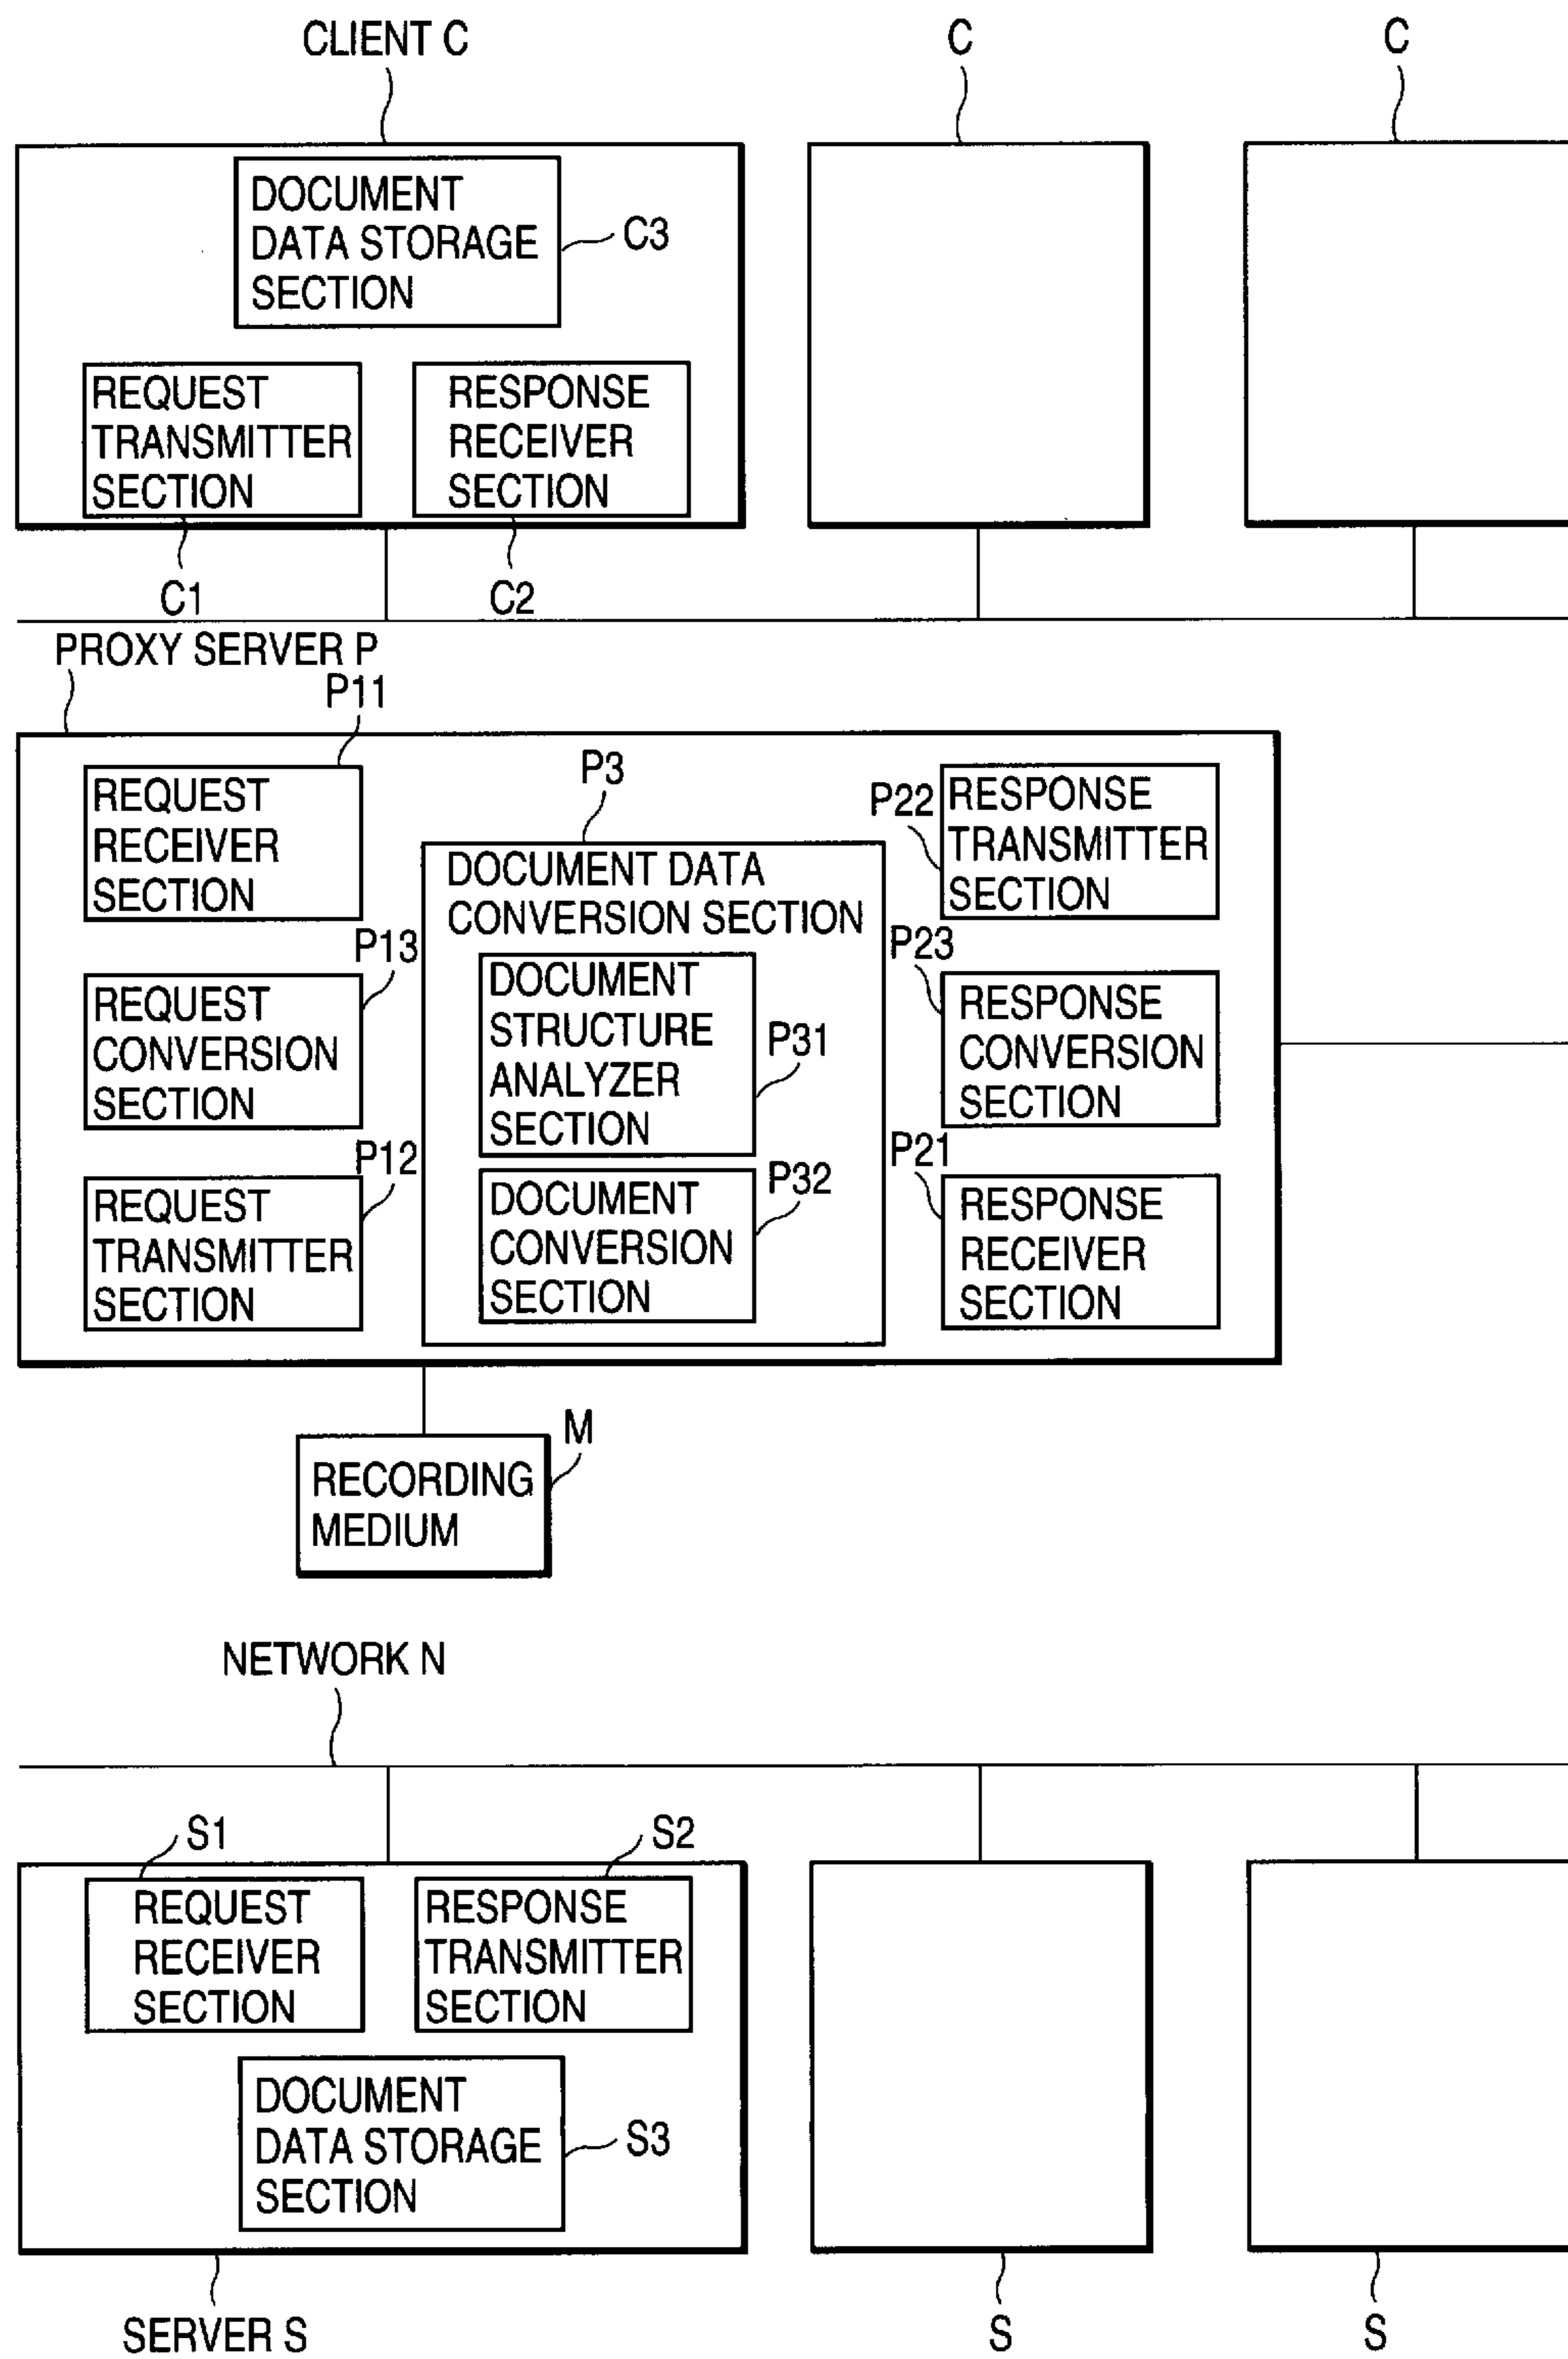 CLIENT C
C
C
DOCUMENT
DATA STORAGE
SECTION
C3
REQUEST
TRANSMITTER
SECTION
RESPONSE
RECEIVER
SECTION
C1
C2
PROXY SERVER P
P11
REQUEST
RECEIVER
SECTION
P13
REQUEST
CONVERSION
SECTION
P12
REQUEST
TRANSMITTER
SECTION
P3
DOCUMENT DATA
CONVERSION SECTION
DOCUMENT
STRUCTURE
ANALYZER
SECTION
P31
DOCUMENT
CONVERSION
SECTION
P32
P22
RESPONSE
TRANSMITTER
SECTION
P23
RESPONSE
CONVERSION
SECTION
P21
RESPONSE
RECEIVER
SECTION
M
RECORDING
MEDIUM
NETWORK N
S1
S2
REQUEST
RECEIVER
SECTION
RESPONSE
TRANSMITTER
SECTION
DOCUMENT
DATA STORAGE
SECTION
S3
SERVER S
S
S